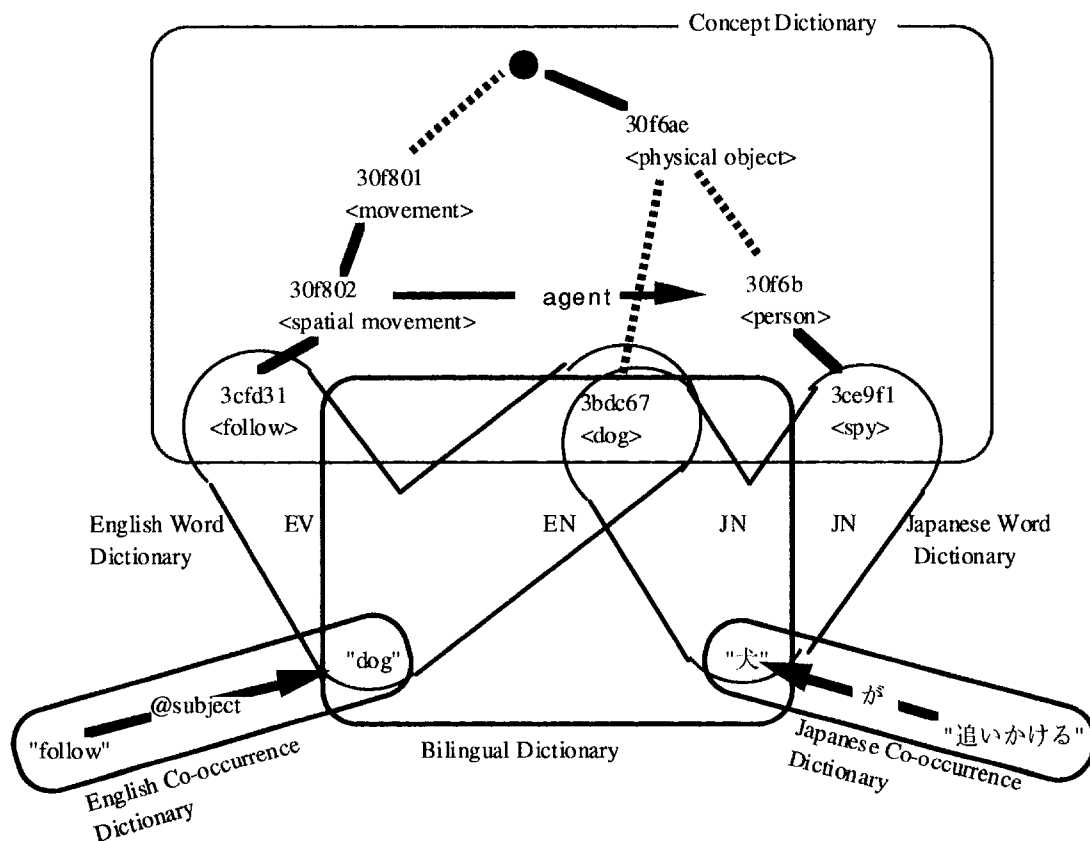 Concept Dictionary
30f6ae
<physical object>
30f801
<movement>
30f802
<spatial movement>
agent
30f6b
<person>
3cfd31
<follow>
3bdc67
<dog>
3ce9f1
<spy>
English Word
Dictionary
EV
EN
JN
JN
Japanese Word
Dictionary
"dog"
@subject
"follow"
English Co-occurrence
Dictionary
Bilingual Dictionary
"犬"
が
"追いかける"
Japanese Co-occurrence
Dictionary